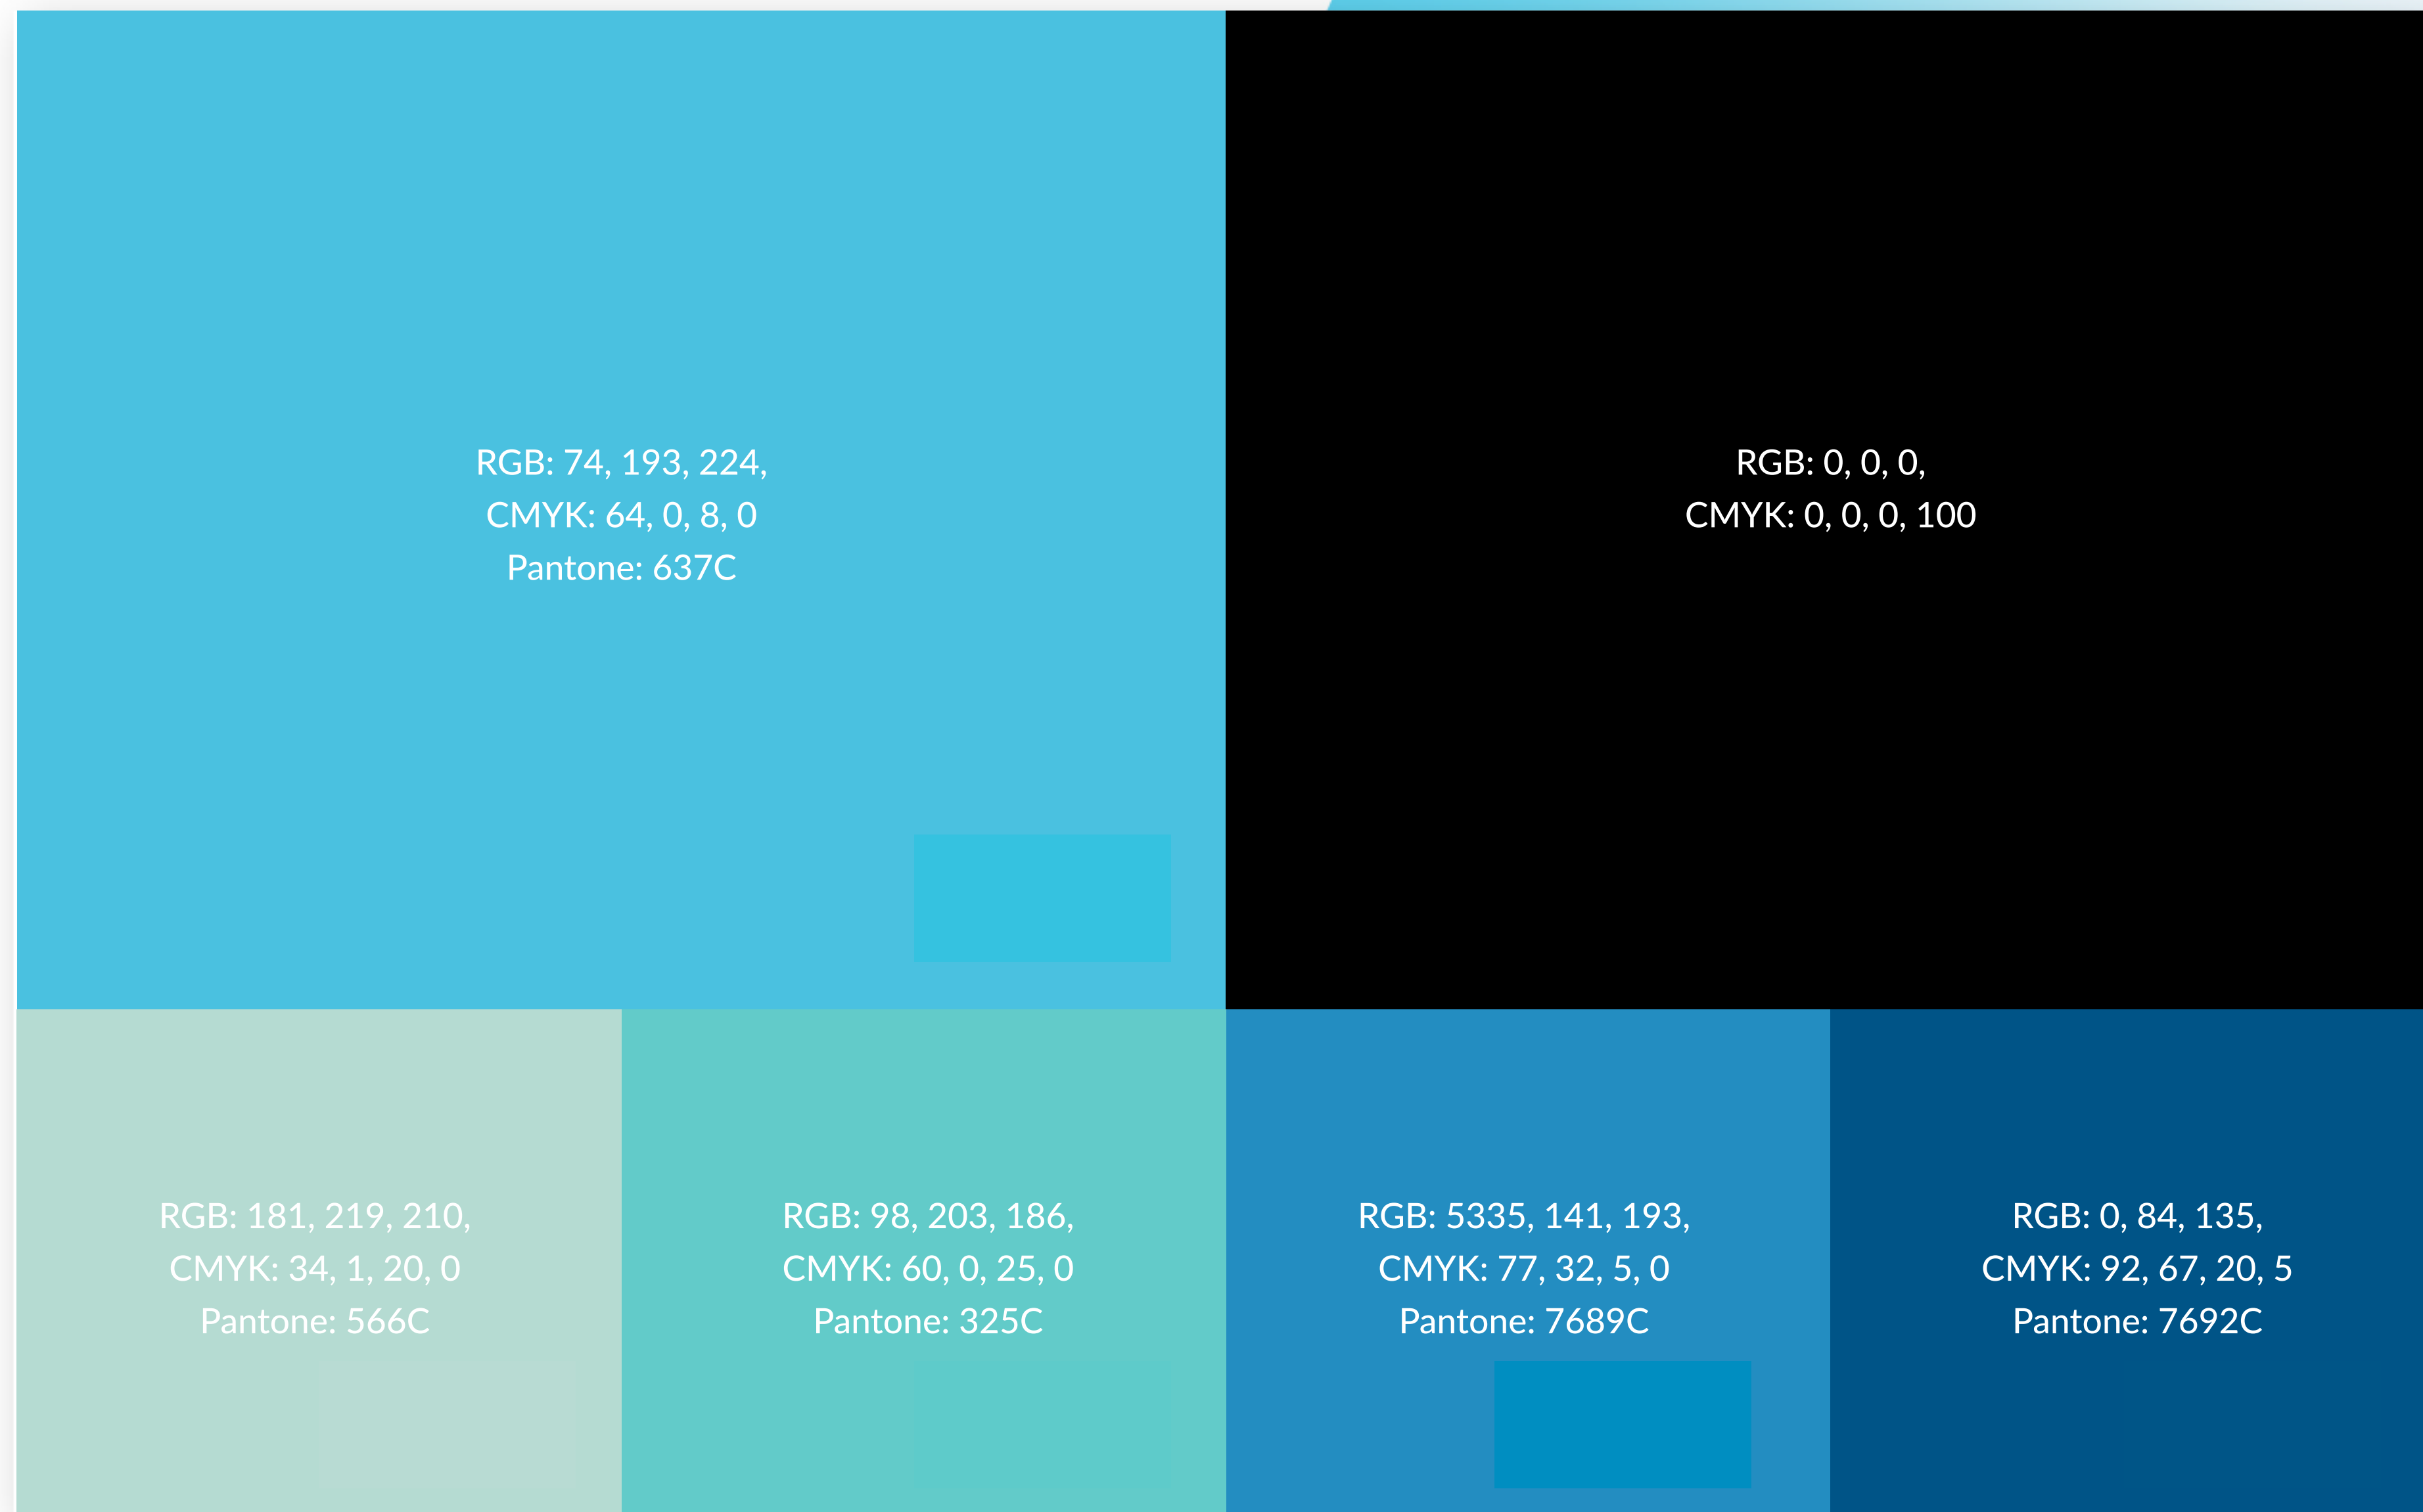 RGB: 74, 193, 224,
CMYK: 64, 0, 8, 0
Pantone: 637C
RGB: 0, 0, 0,
CMYK: 0, 0, 0, 100
RGB: 181, 219, 210,
CMYK: 34, 1, 20, 0
Pantone: 566C
RGB: 98, 203, 186,
CMYK: 60, 0, 25, 0
Pantone: 325C
RGB: 5335, 141, 193,
CMYK: 77, 32, 5, 0
Pantone: 7689C
RGB: 0, 84, 135,
CMYK: 92, 67, 20, 5
Pantone: 7692C